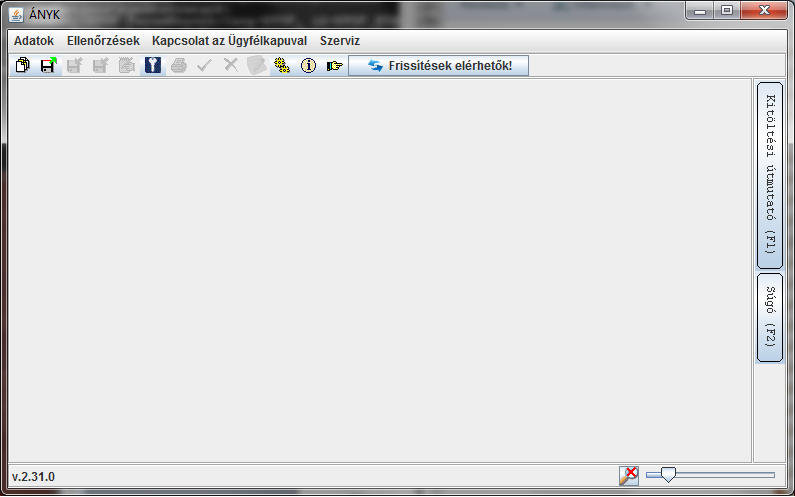 ÁNYK
Adatok Ellenőrzések Kapcsolat az Ügyfélkapuval Szerviz
Frissítések elérhetők!
Kitöltési útmutató (F1)
Súgó (F2)
v.2.31.0